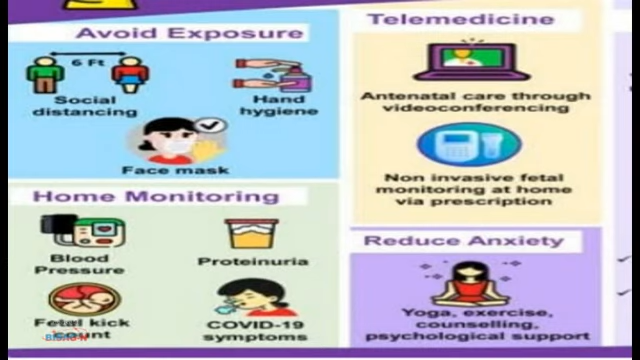 Avoid Exposure
6 Ft
Social
distancing
Hand
hygiene
Face mask
Home Monitoring
Blood
Pressure
Proteinuria
Fetal kick
count
COVID-19
symptoms
Telemedicine
Antenatal care through
videoconferencing
Non invasive fetal
monitoring at home
via prescription
Reduce Anxiety
Yoga, exercise,
counselling,
psychological support